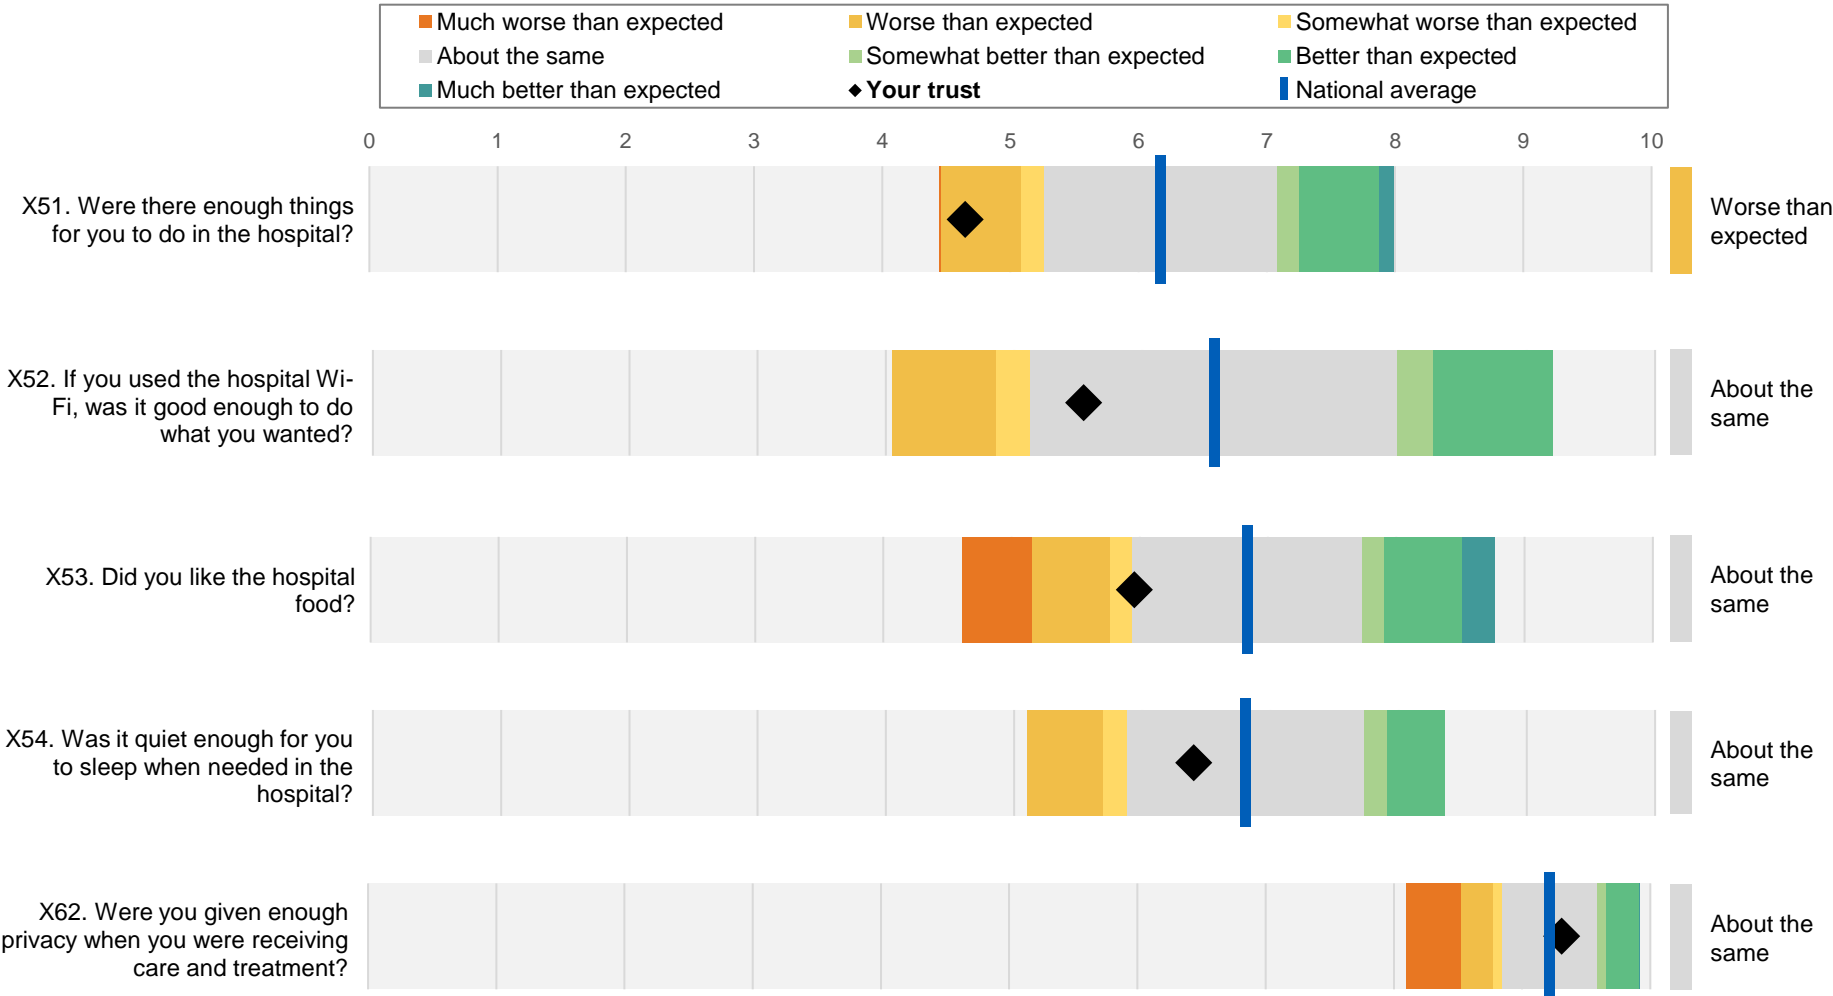 Much worse than expected
Worse than expected
Somewhat worse than expected
About the same
Somewhat better than expected
Better than expected
Much better than expected
Your trust
National average
0 1 2 3 4 5 6 7 8 9 10
X51. Were there enough things
for you to do in the hospital?
Worse than
expected
X52. If you used the hospital Wi-
Fi, was it good enough to do
what you wanted?
About the
same
X53. Did you like the hospital
food?
About the
same
X54. Was it quiet enough for you
to sleep when needed in the
hospital?
About the
same
X62. Were you given enough
privacy when you were receiving
care and treatment?
About the
same